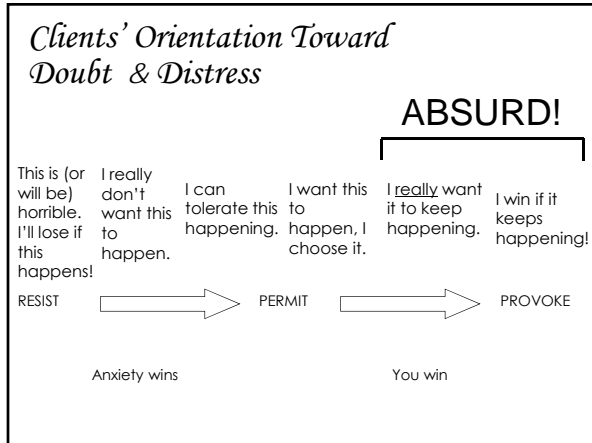 Clients’ Orientation Toward
Doubt & Distress
ABSURD!
This is (or
will be)
horrible.
I’ll lose if
this
happens!
I really
don’t
want this
to
happen.
I can
tolerate this
happening.
I want this
to
happen, I
choose it.
I really want
it to keep
happening.
I win if it
keeps
happening!
RESIST
PERMIT
PROVOKE
Anxiety wins
You win